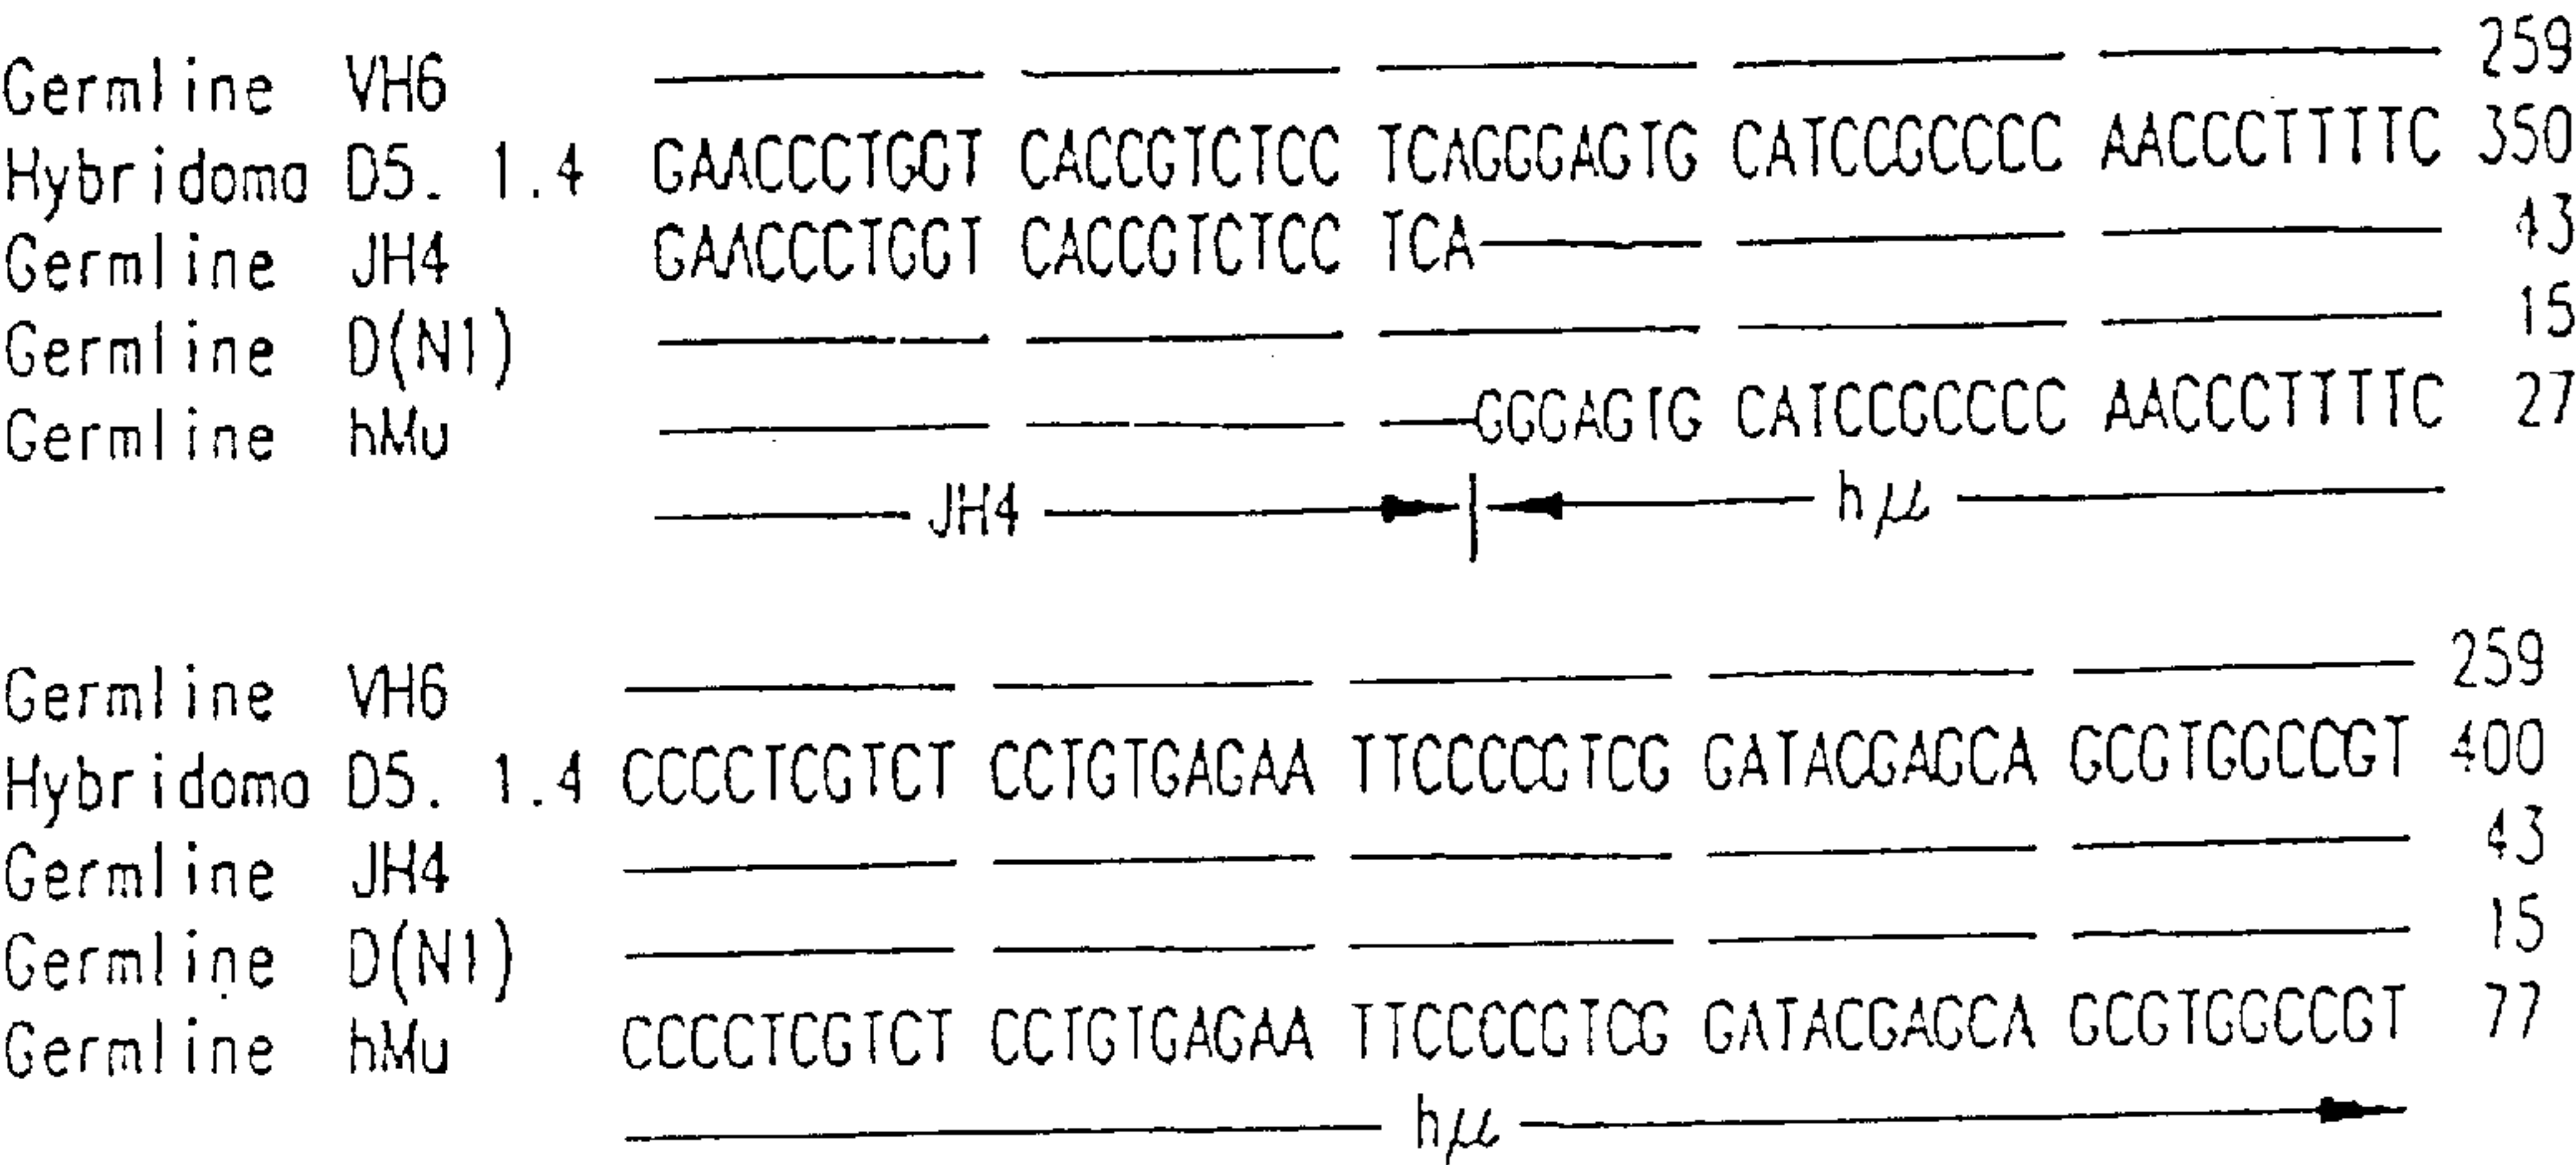 Germline VH6 259
Hybridoma D5. 1.4 GAACCCTGGT CACCGTCTCC TCAGGGAGTG CATCCGCCCC AACCCTTTTC 350
Germline JH4 GAACCCTGGT CACCGTCTCC TCA 43
Germline D(N1) 15
Germline hMu GGGAGTG CATCCGCCCC AACCCTTTTC 27
JH4 hμ
Germline VH6 259
Hybridoma D5. 1.4 CCCCTCGTCT CCTGTGAGAA TTCCCCGTCG GATACGAGCA GCGTGGCCGT 400
Germline JH4 43
Germline D(N1) 15
Germline hMu CCCCTCGTCT CCTGTGAGAA TTCCCCGTCG GATACGAGCA GCGTGGCCGT 77
hμ